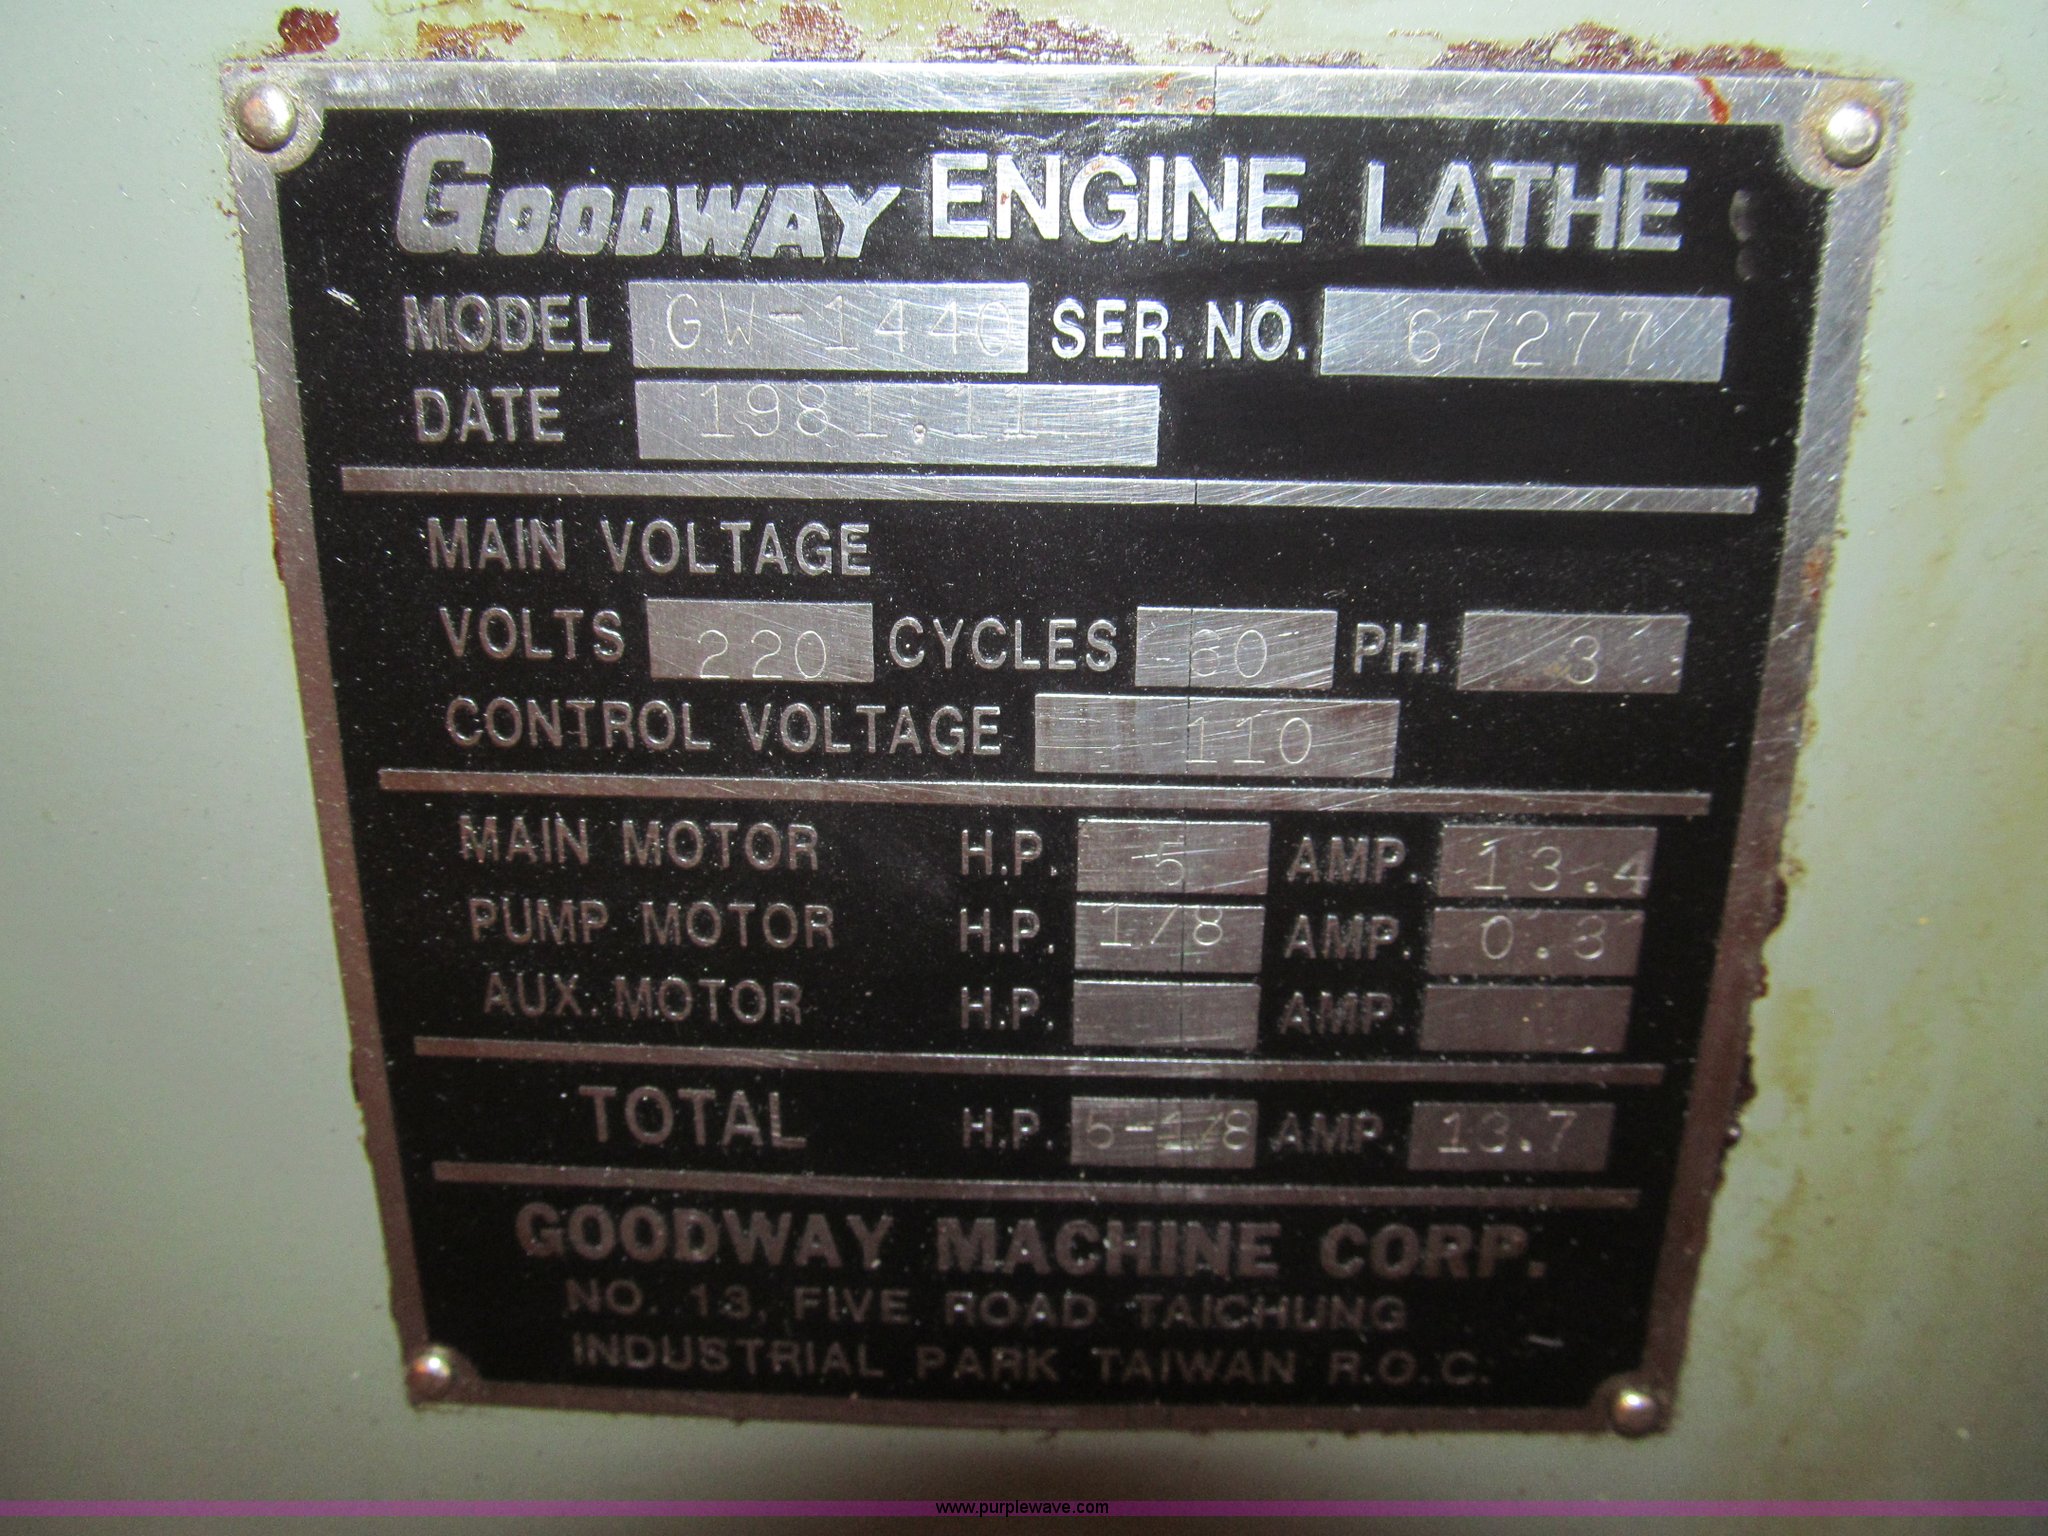 GOODWAY ENGINE LATHE
MODEL GW-1440 SER. NO. 67277
DATE 1981.11
MAIN VOLTAGE
VOLTS 220 CYCLES 60 PH. 3
CONTROL VOLTAGE 110
MAIN MOTOR H.P. 5 AMP. 13.4
PUMP MOTOR H.P. 1/8 AMP. 0.3
AUX. MOTOR H.P. AMP.
TOTAL H.P. 5-1/8 AMP. 13.7
GOODWAY MACHINE CORP.
NO. 13, FIVE ROAD TAICHUNG
INDUSTRIAL PARK TAIWAN R.O.C.
www.purplewave.com